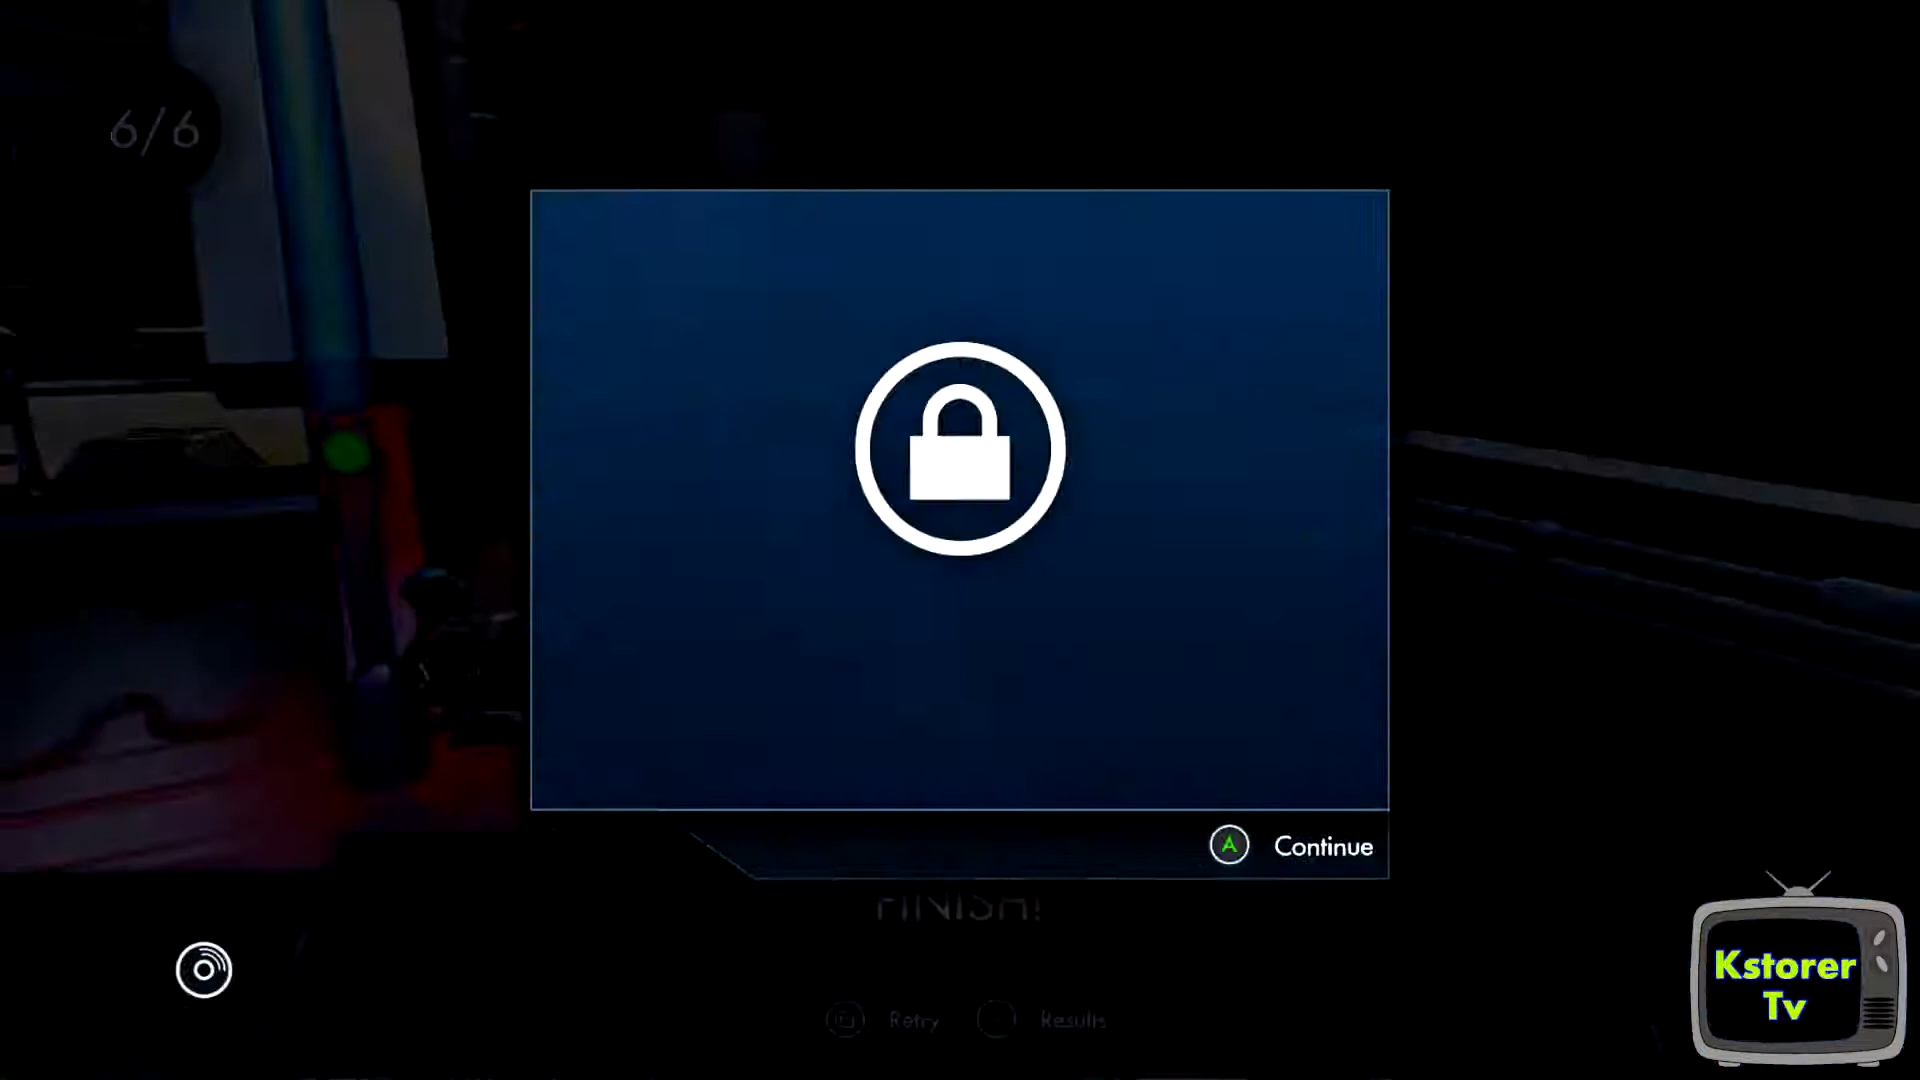 6/6
A Continue
FINISH!
Retry Results
Kstorer
Tv